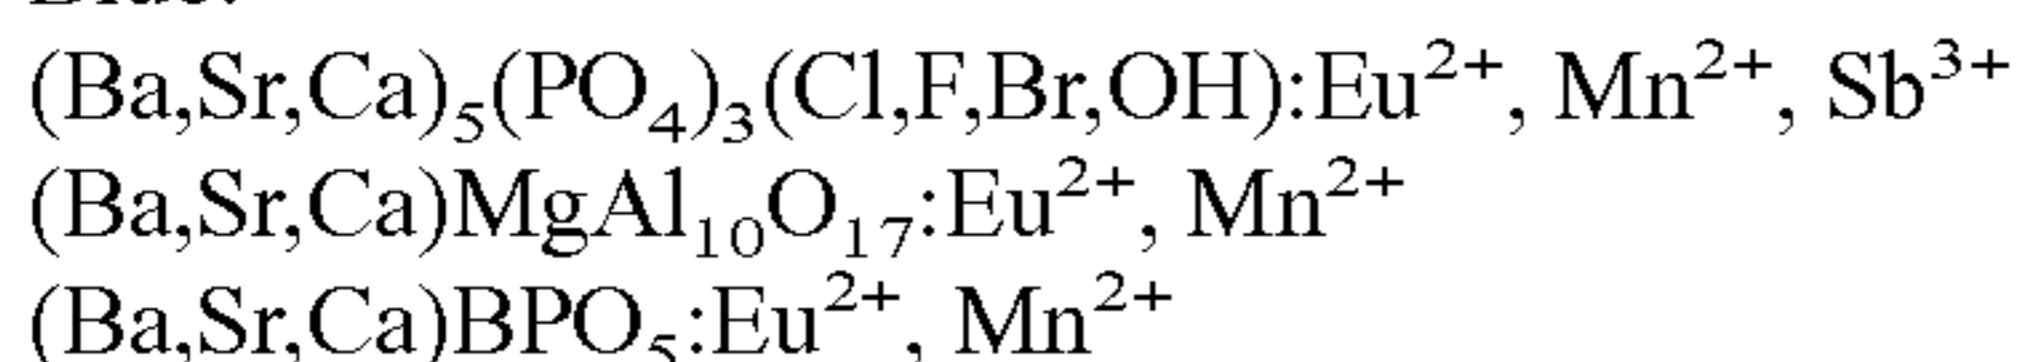 (Ba,Sr,Ca)₅(PO₄)₃(Cl,F,Br,OH):Eu²⁺, Mn²⁺, Sb³⁺
(Ba,Sr,Ca)MgAl₁₀O₁₇:Eu²⁺, Mn²⁺
(Ba,Sr,Ca)BPO₅:Eu²⁺, Mn²⁺